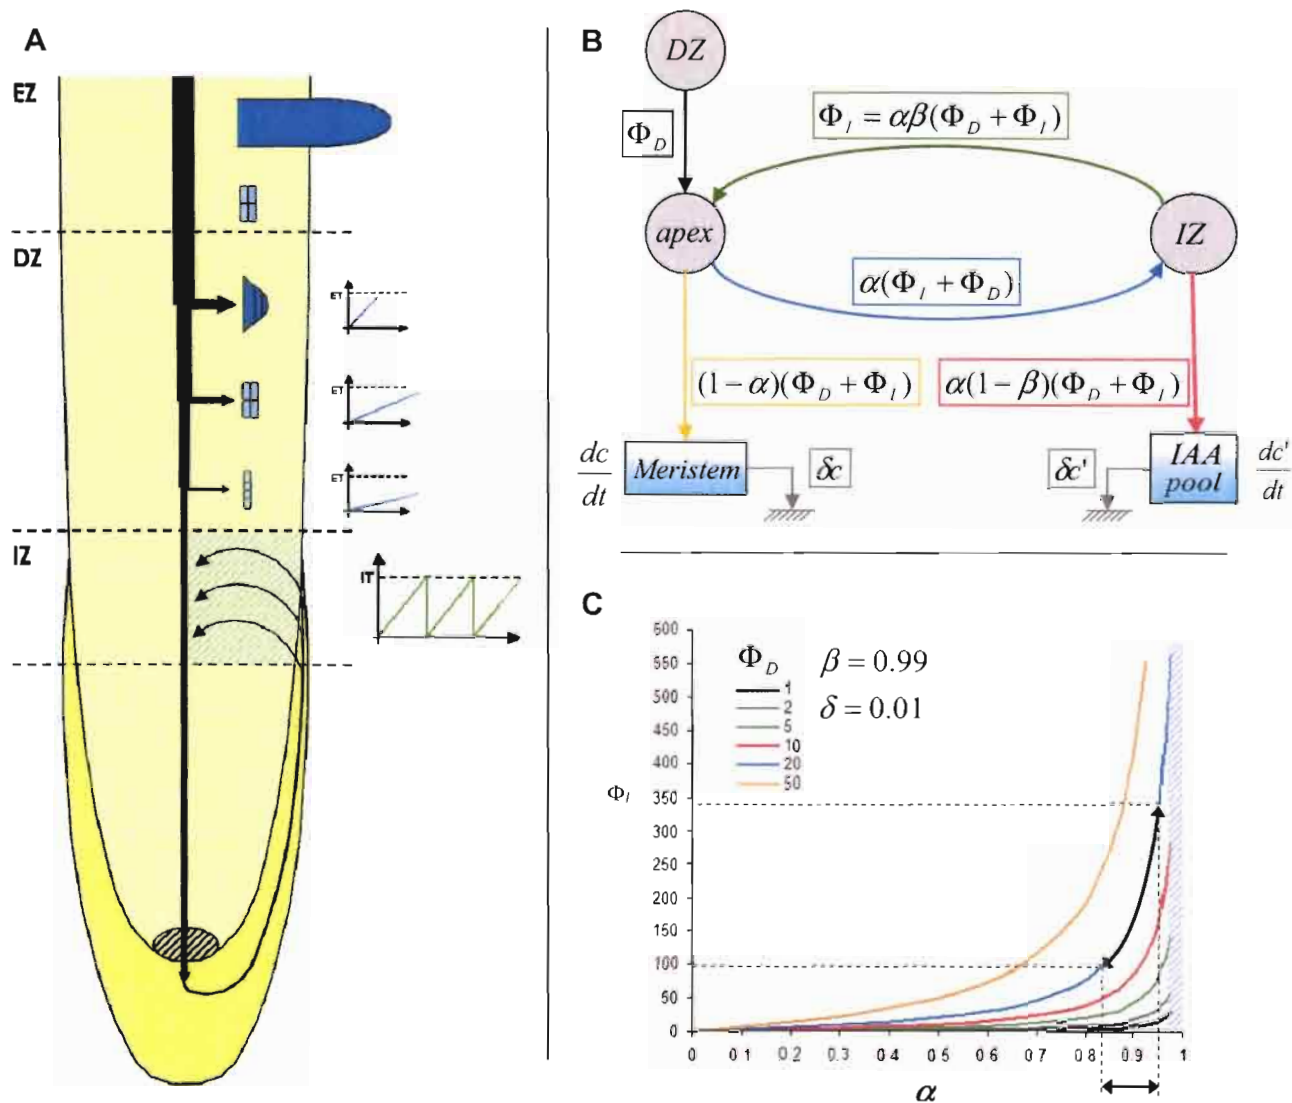 A
EZ
DZ
ET
ET
ET
IZ
IT
B
DZ
Φ_D
Φ_I = αβ(Φ_D + Φ_I)
apex
IZ
α(Φ_I + Φ_D)
(1 − α)(Φ_D + Φ_I)
α(1 − β)(Φ_D + Φ_I)
dc/dt
Meristem
δc
δc'
IAA pool
dc'/dt
C
Φ_D
β = 0.99
δ = 0.01
1
2
5
10
20
50
600
550
500
450
400
350
300
250
200
150
100
50
0
Φ_I
0 0 1 0 2 0 3 0 4 0 5 0 6 0 7 0 8 0.9 1
α